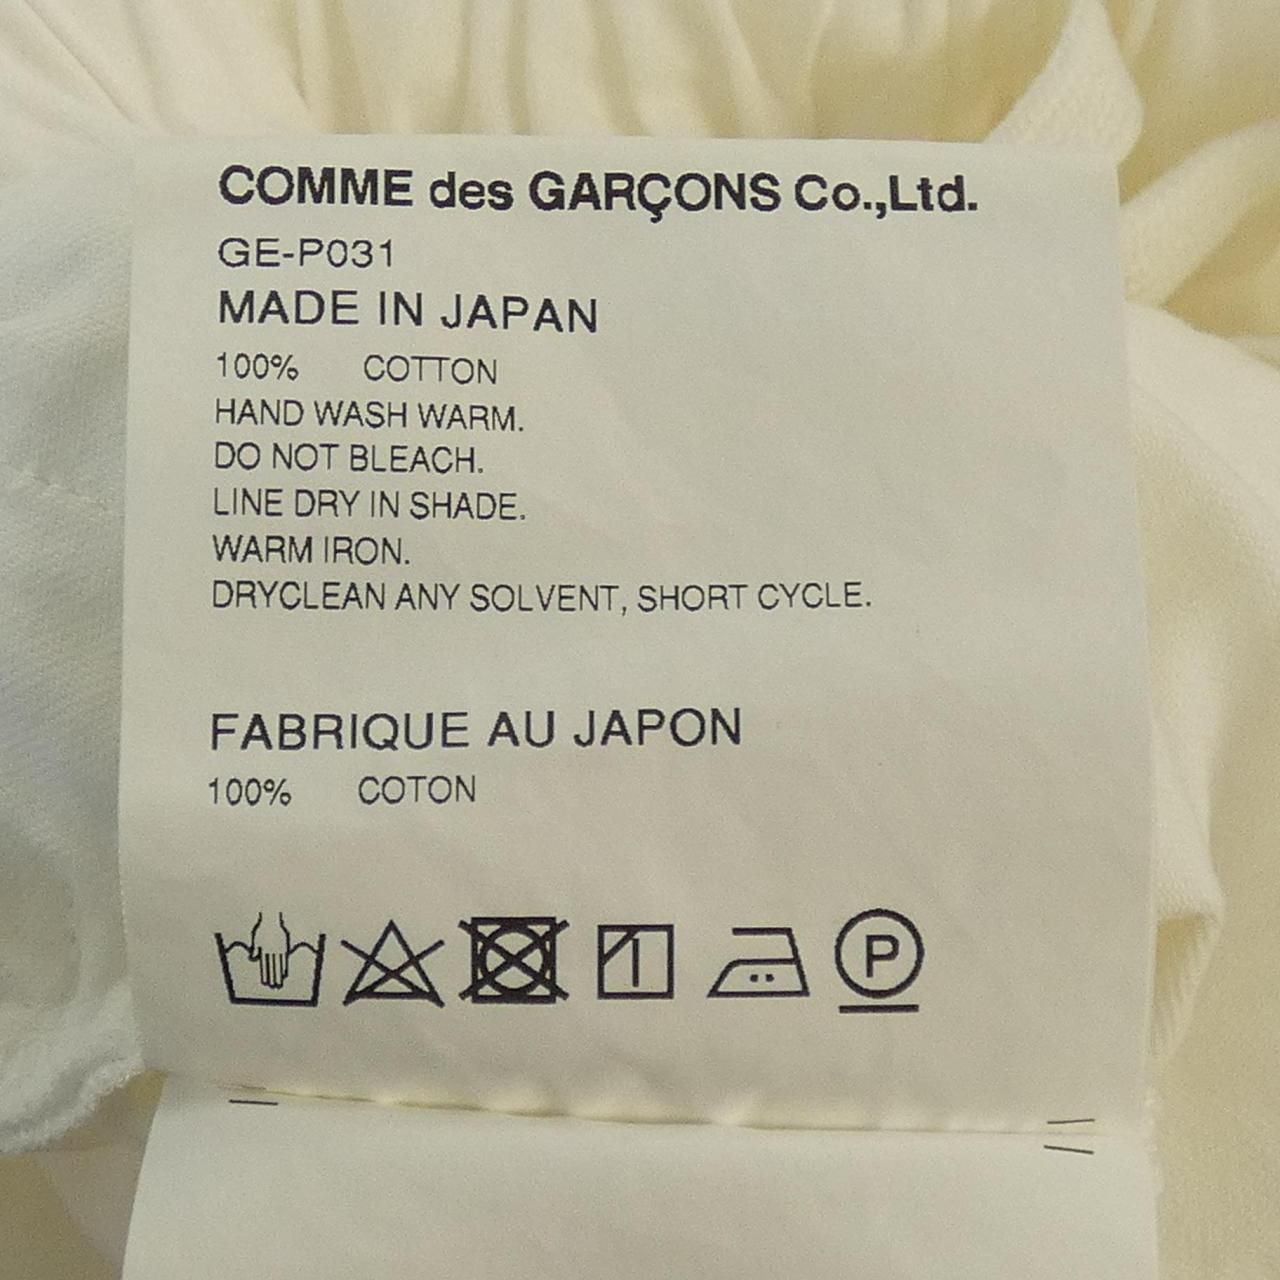 COMME des GARÇONS Co.,Ltd.
GE-P031
MADE IN JAPAN
100% COTTON
HAND WASH WARM.
DO NOT BLEACH.
LINE DRY IN SHADE.
WARM IRON.
DRYCLEAN ANY SOLVENT, SHORT CYCLE.
FABRIQUE AU JAPON
100% COTON
P